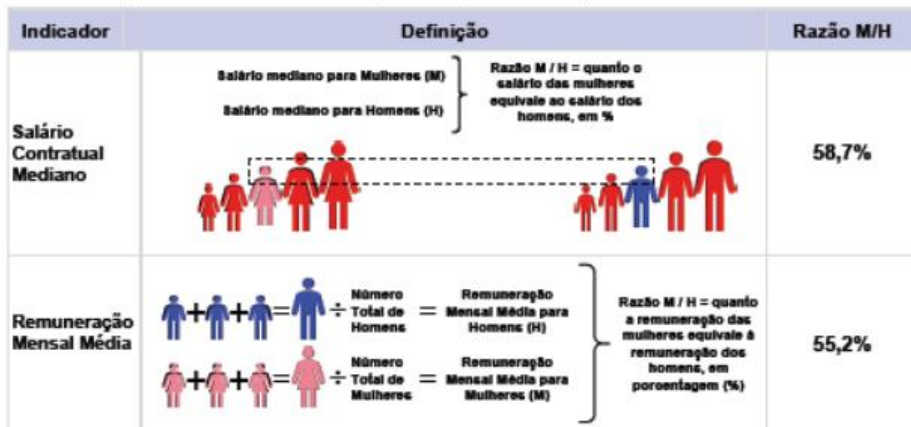 Indicador
Definição
Razão M/H
Salário
Contratual
Mediano
Salário mediano para Mulheres (M)
Salário mediano para Homens (H)
Razão M / H = quanto o
salário das mulheres
equivale ao salário dos
homens, em %
58,7%
Remuneração
Mensal Média
+ + = ÷
Número
Total de
Homens
=
Remuneração
Mensal Média para
Homens (H)
+ + = ÷
Número
Total de
Mulheres
=
Remuneração
Mensal Média para
Mulheres (M)
Razão M / H = quanto
a remuneração das
mulheres equivale à
remuneração dos
homens, em
porcentagem (%)
55,2%